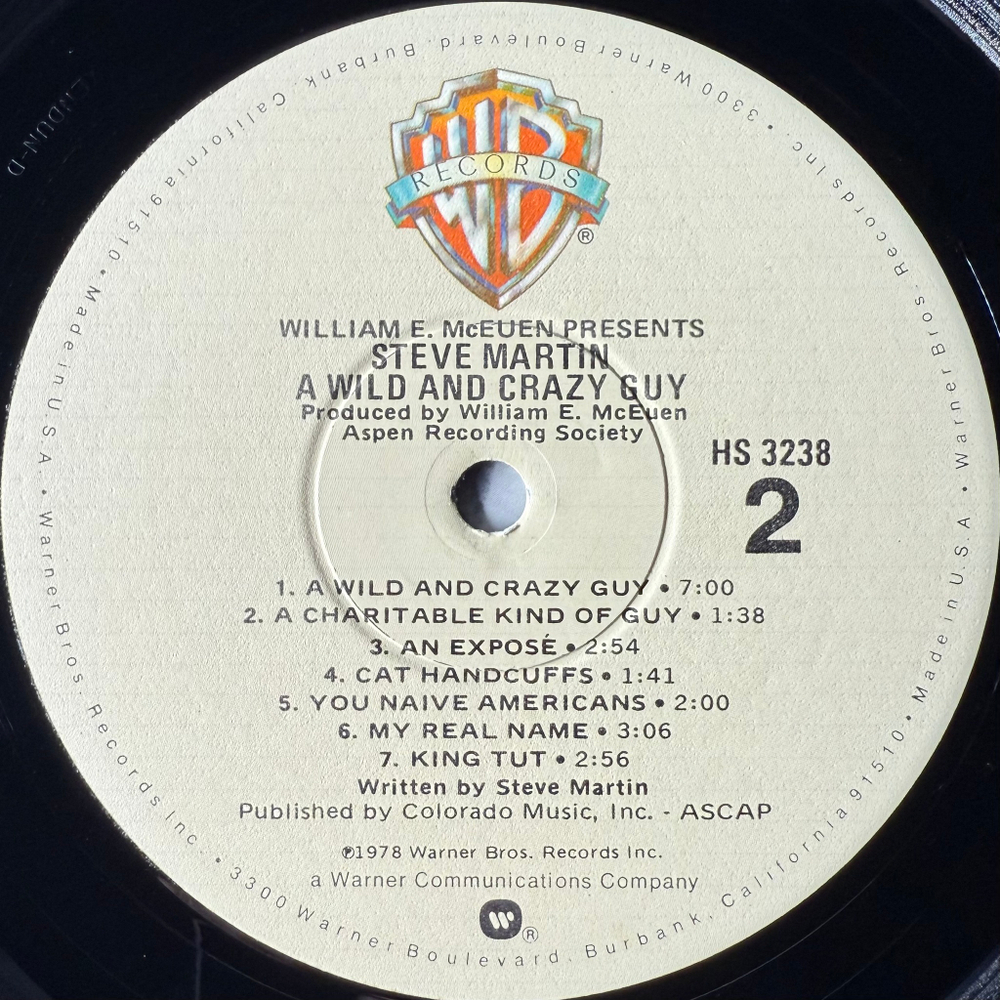 RECORDS
®
WILLIAM E. McEUEN PRESENTS
STEVE MARTIN
A WILD AND CRAZY GUY
Produced by William E. McEuen
Aspen Recording Society
HS 3238
2
1. A WILD AND CRAZY GUY • 7:00
2. A CHARITABLE KIND OF GUY • 1:38
3. AN EXPOSÉ • 2:54
4. CAT HANDCUFFS • 1:41
5. YOU NAIVE AMERICANS • 2:00
6. MY REAL NAME • 3:06
7. KING TUT • 2:56
Written by Steve Martin
Published by Colorado Music, Inc. - ASCAP
℗1978 Warner Bros. Records Inc.
a Warner Communications Company
®
Warner Bros. Records Inc. • 3300 Warner Boulevard. Burbank, California 91510 • Made in U.S.A. • Warner Bros. Records Inc. • 3300 Warner Boulevard. Burbank, California 91510 • Made in U.S.A •